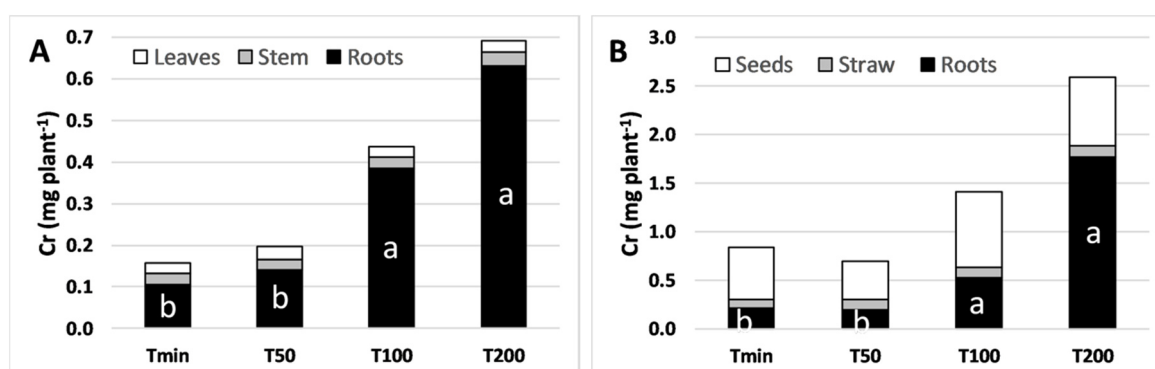 A
Leaves Stem Roots
Cr (mg plant⁻¹)
0.7
0.6
0.5
0.4
0.3
0.2
0.1
0.0
b
b
a
a
Tmin T50 T100 T200
B
Seeds Straw Roots
Cr (mg plant⁻¹)
3.0
2.5
2.0
1.5
1.0
0.5
0.0
b
b
a
a
Tmin T50 T100 T200